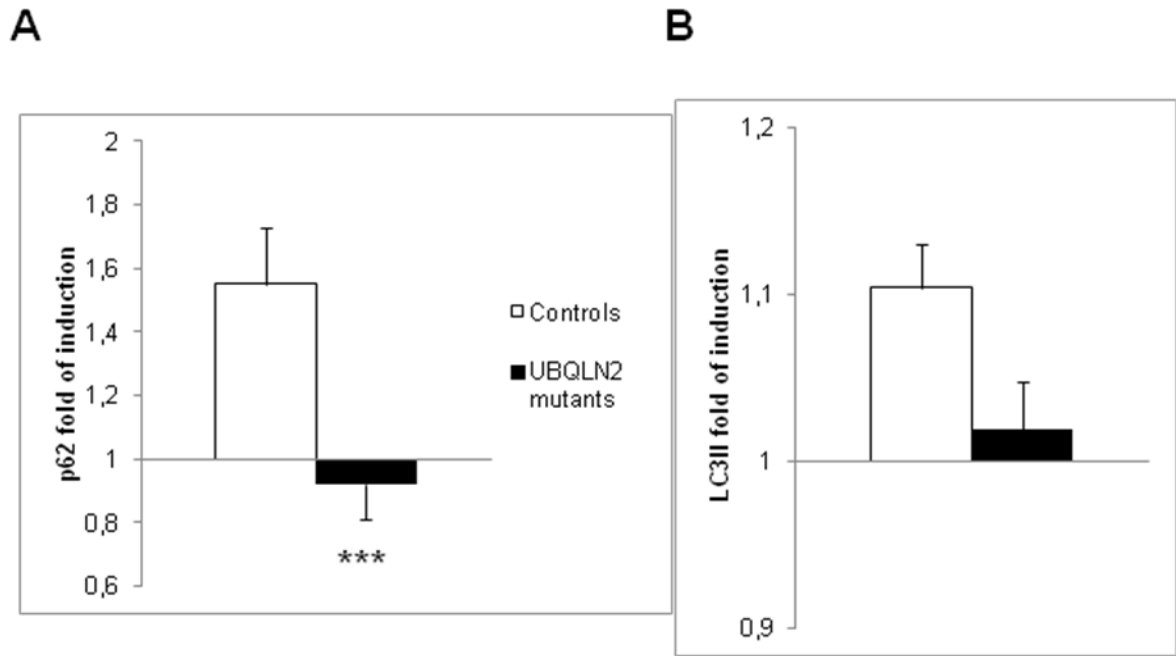 A
B
2
1,8
1,6
1,4
1,2
1
0,8
0,6
p62 fold of induction
***
Controls
UBQLN2
mutants
1,2
1,1
1
0,9
LC3II fold of induction